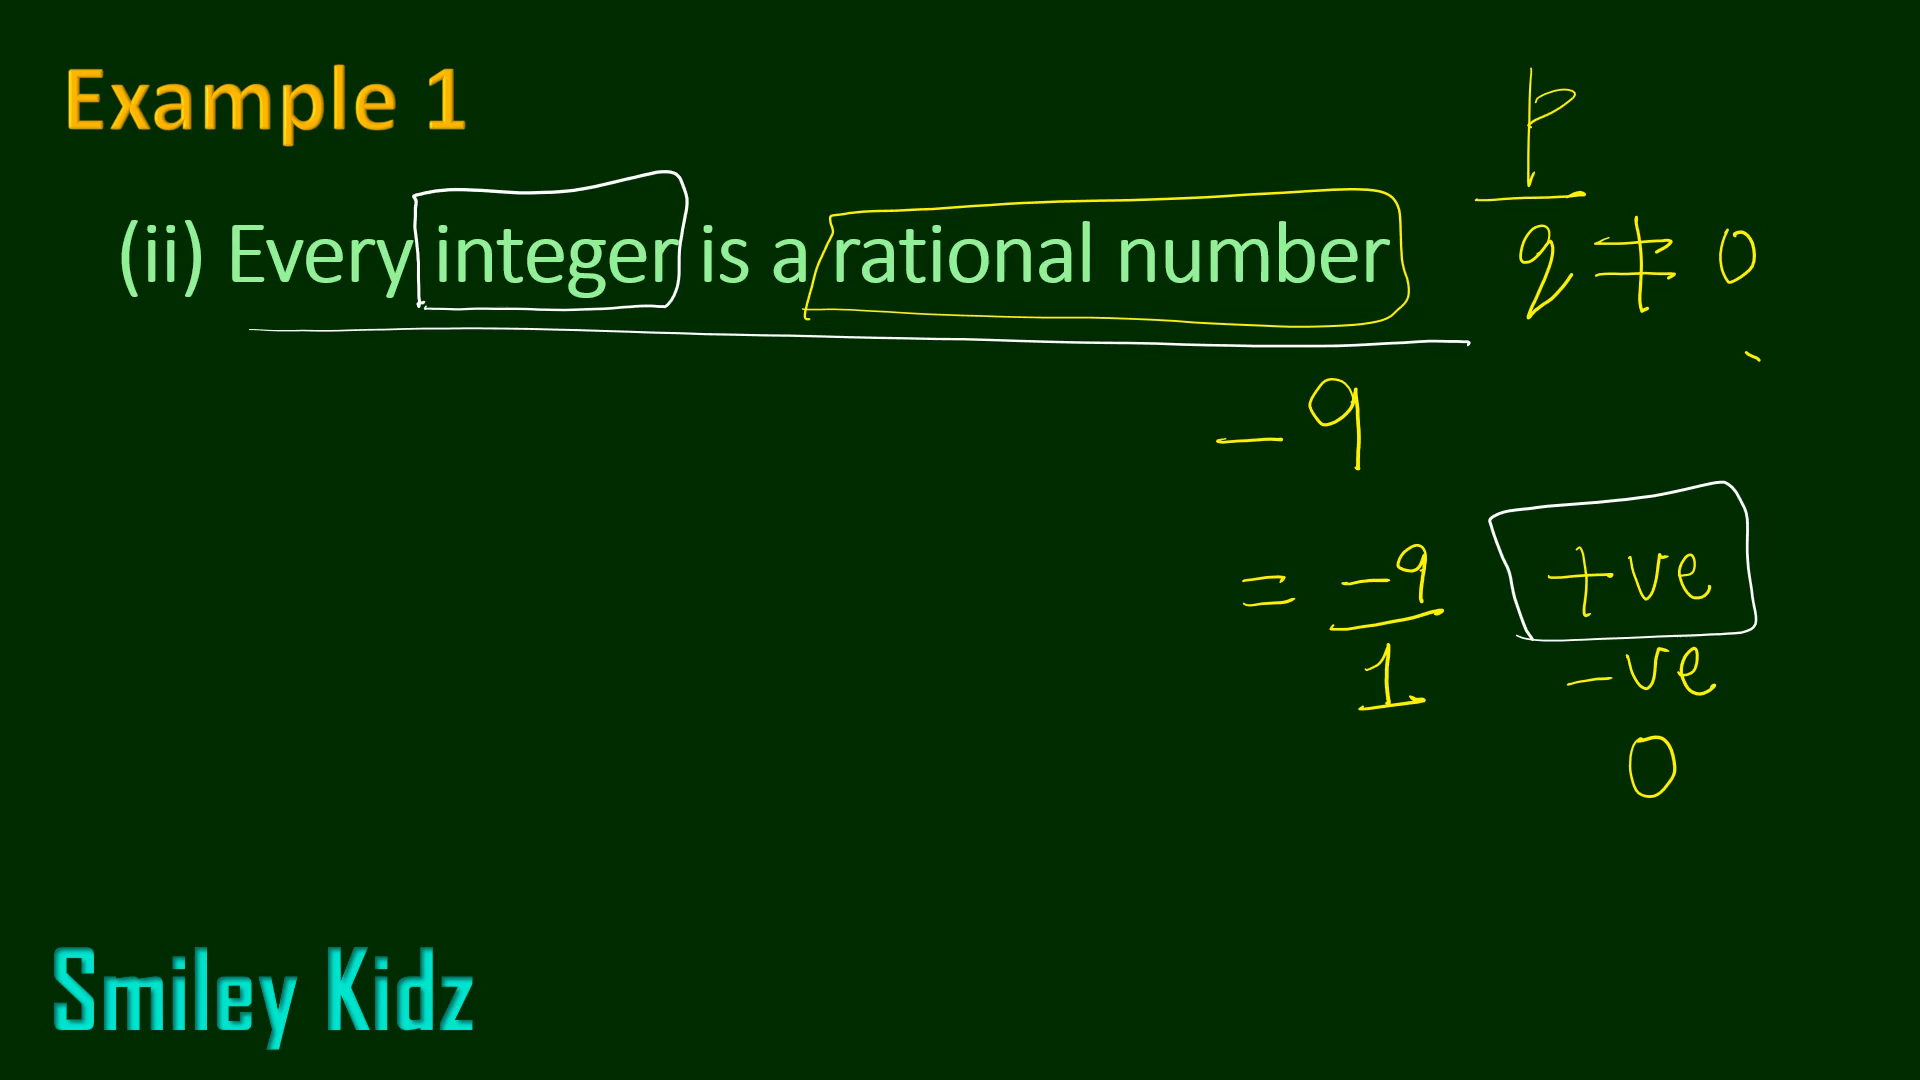 Example 1
p
(ii) Every integer is a rational number
q ≠ 0
-9
= -9
1
+ve
-ve
0
Smiley Kidz